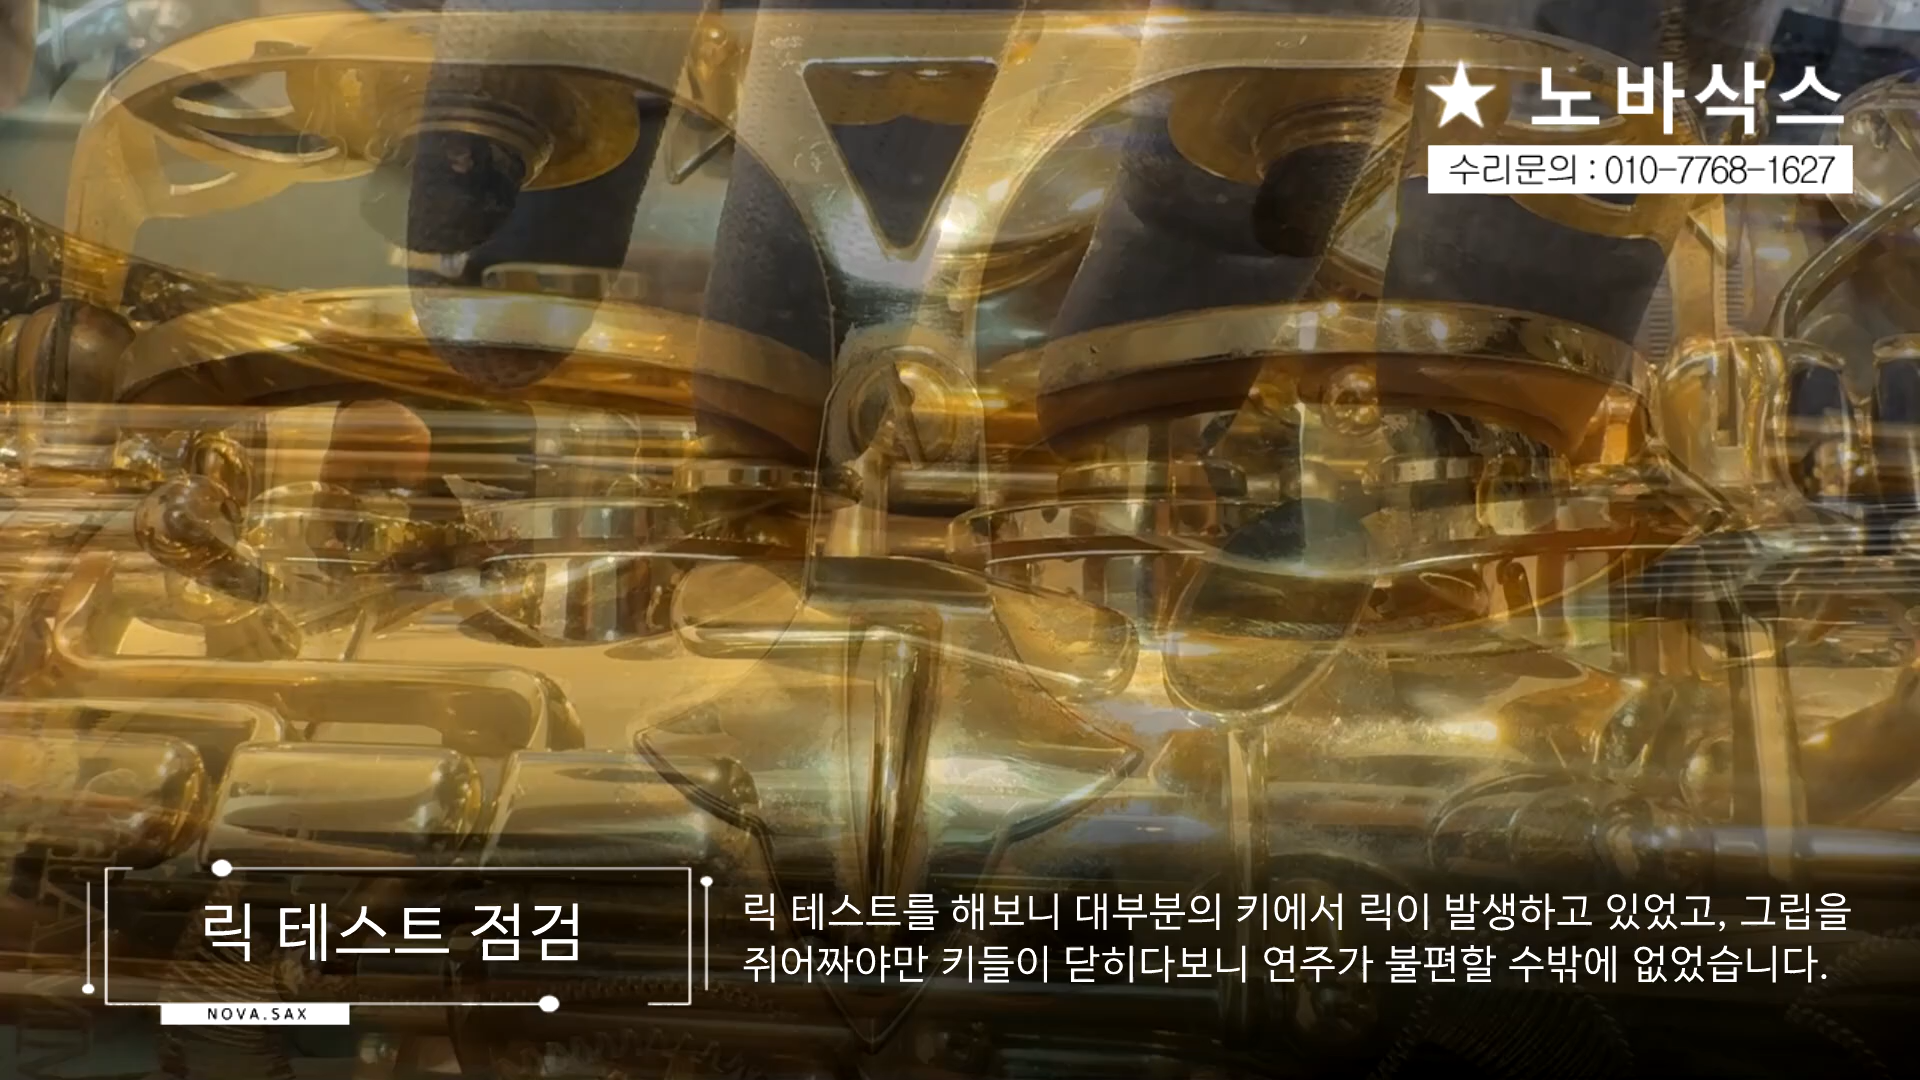 ★ 노바삭스
수리문의 : 010-7768-1627
릭 테스트 점검
NOVA.SAX
릭 테스트를 해보니 대부분의 키에서 릭이 발생하고 있었고, 그립을
쥐어짜야만 키들이 닫히다보니 연주가 불편할 수밖에 없었습니다.